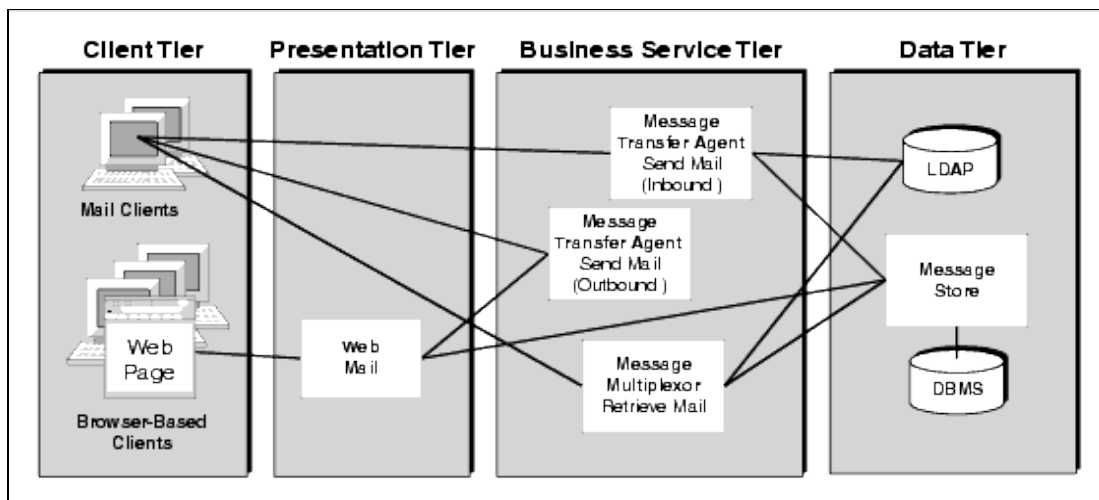 Client Tier
Presentation Tier
Business Service Tier
Data Tier
Mail Clients
Web
Page
Browser-Based
Clients
Web
Mail
Message
Transfer Agent
Send Mail
(Inbound )
Message
Transfer Agent
Send Mail
(Outbound )
Message
Multiplexor
Retrieve Mail
LDAP
Message
Store
DBMS